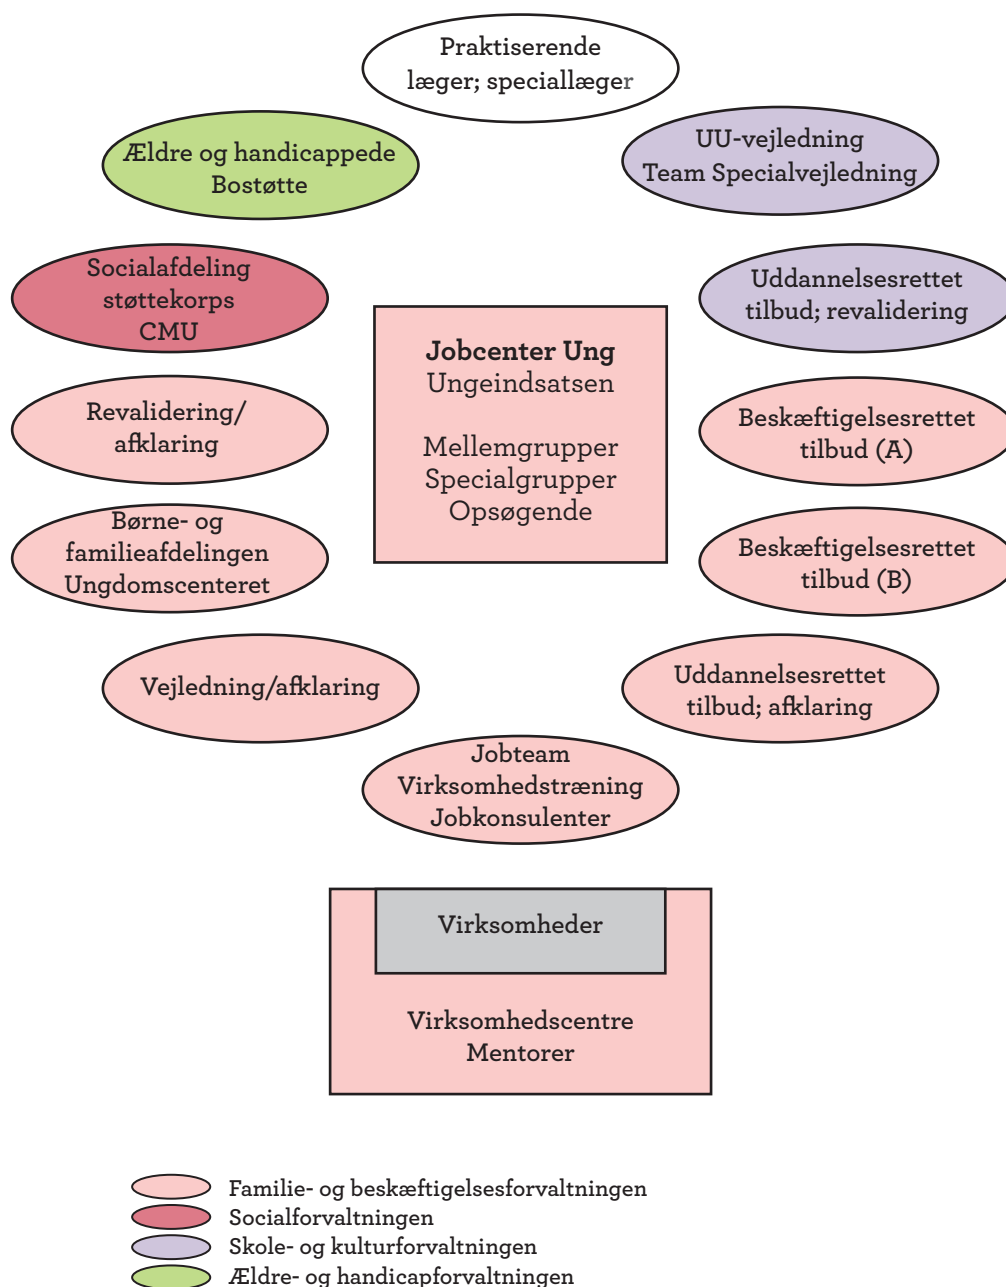 Praktiserende
læger; speciallæger
Ældre og handicappede
Bostøtte
UU-vejledning
Team Specialvejledning
Socialafdeling
støttekorps
CMU
Uddannelsesrettet
tilbud; revalidering
Jobcenter Ung
Ungeindsatsen
Mellemgrupper
Specialgrupper
Opsøgende
Revalidering/
afklaring
Beskæftigelsesrettet
tilbud (A)
Børne- og
familieafdelingen
Ungdomscenteret
Beskæftigelsesrettet
tilbud (B)
Vejledning/afklaring
Uddannelsesrettet
tilbud; afklaring
Jobteam
Virksomhedstræning
Jobkonsulenter
Virksomheder
Virksomhedscentre
Mentorer
Familie- og beskæftigelsesforvaltningen
Socialforvaltningen
Skole- og kulturforvaltningen
Ældre- og handicapforvaltningen